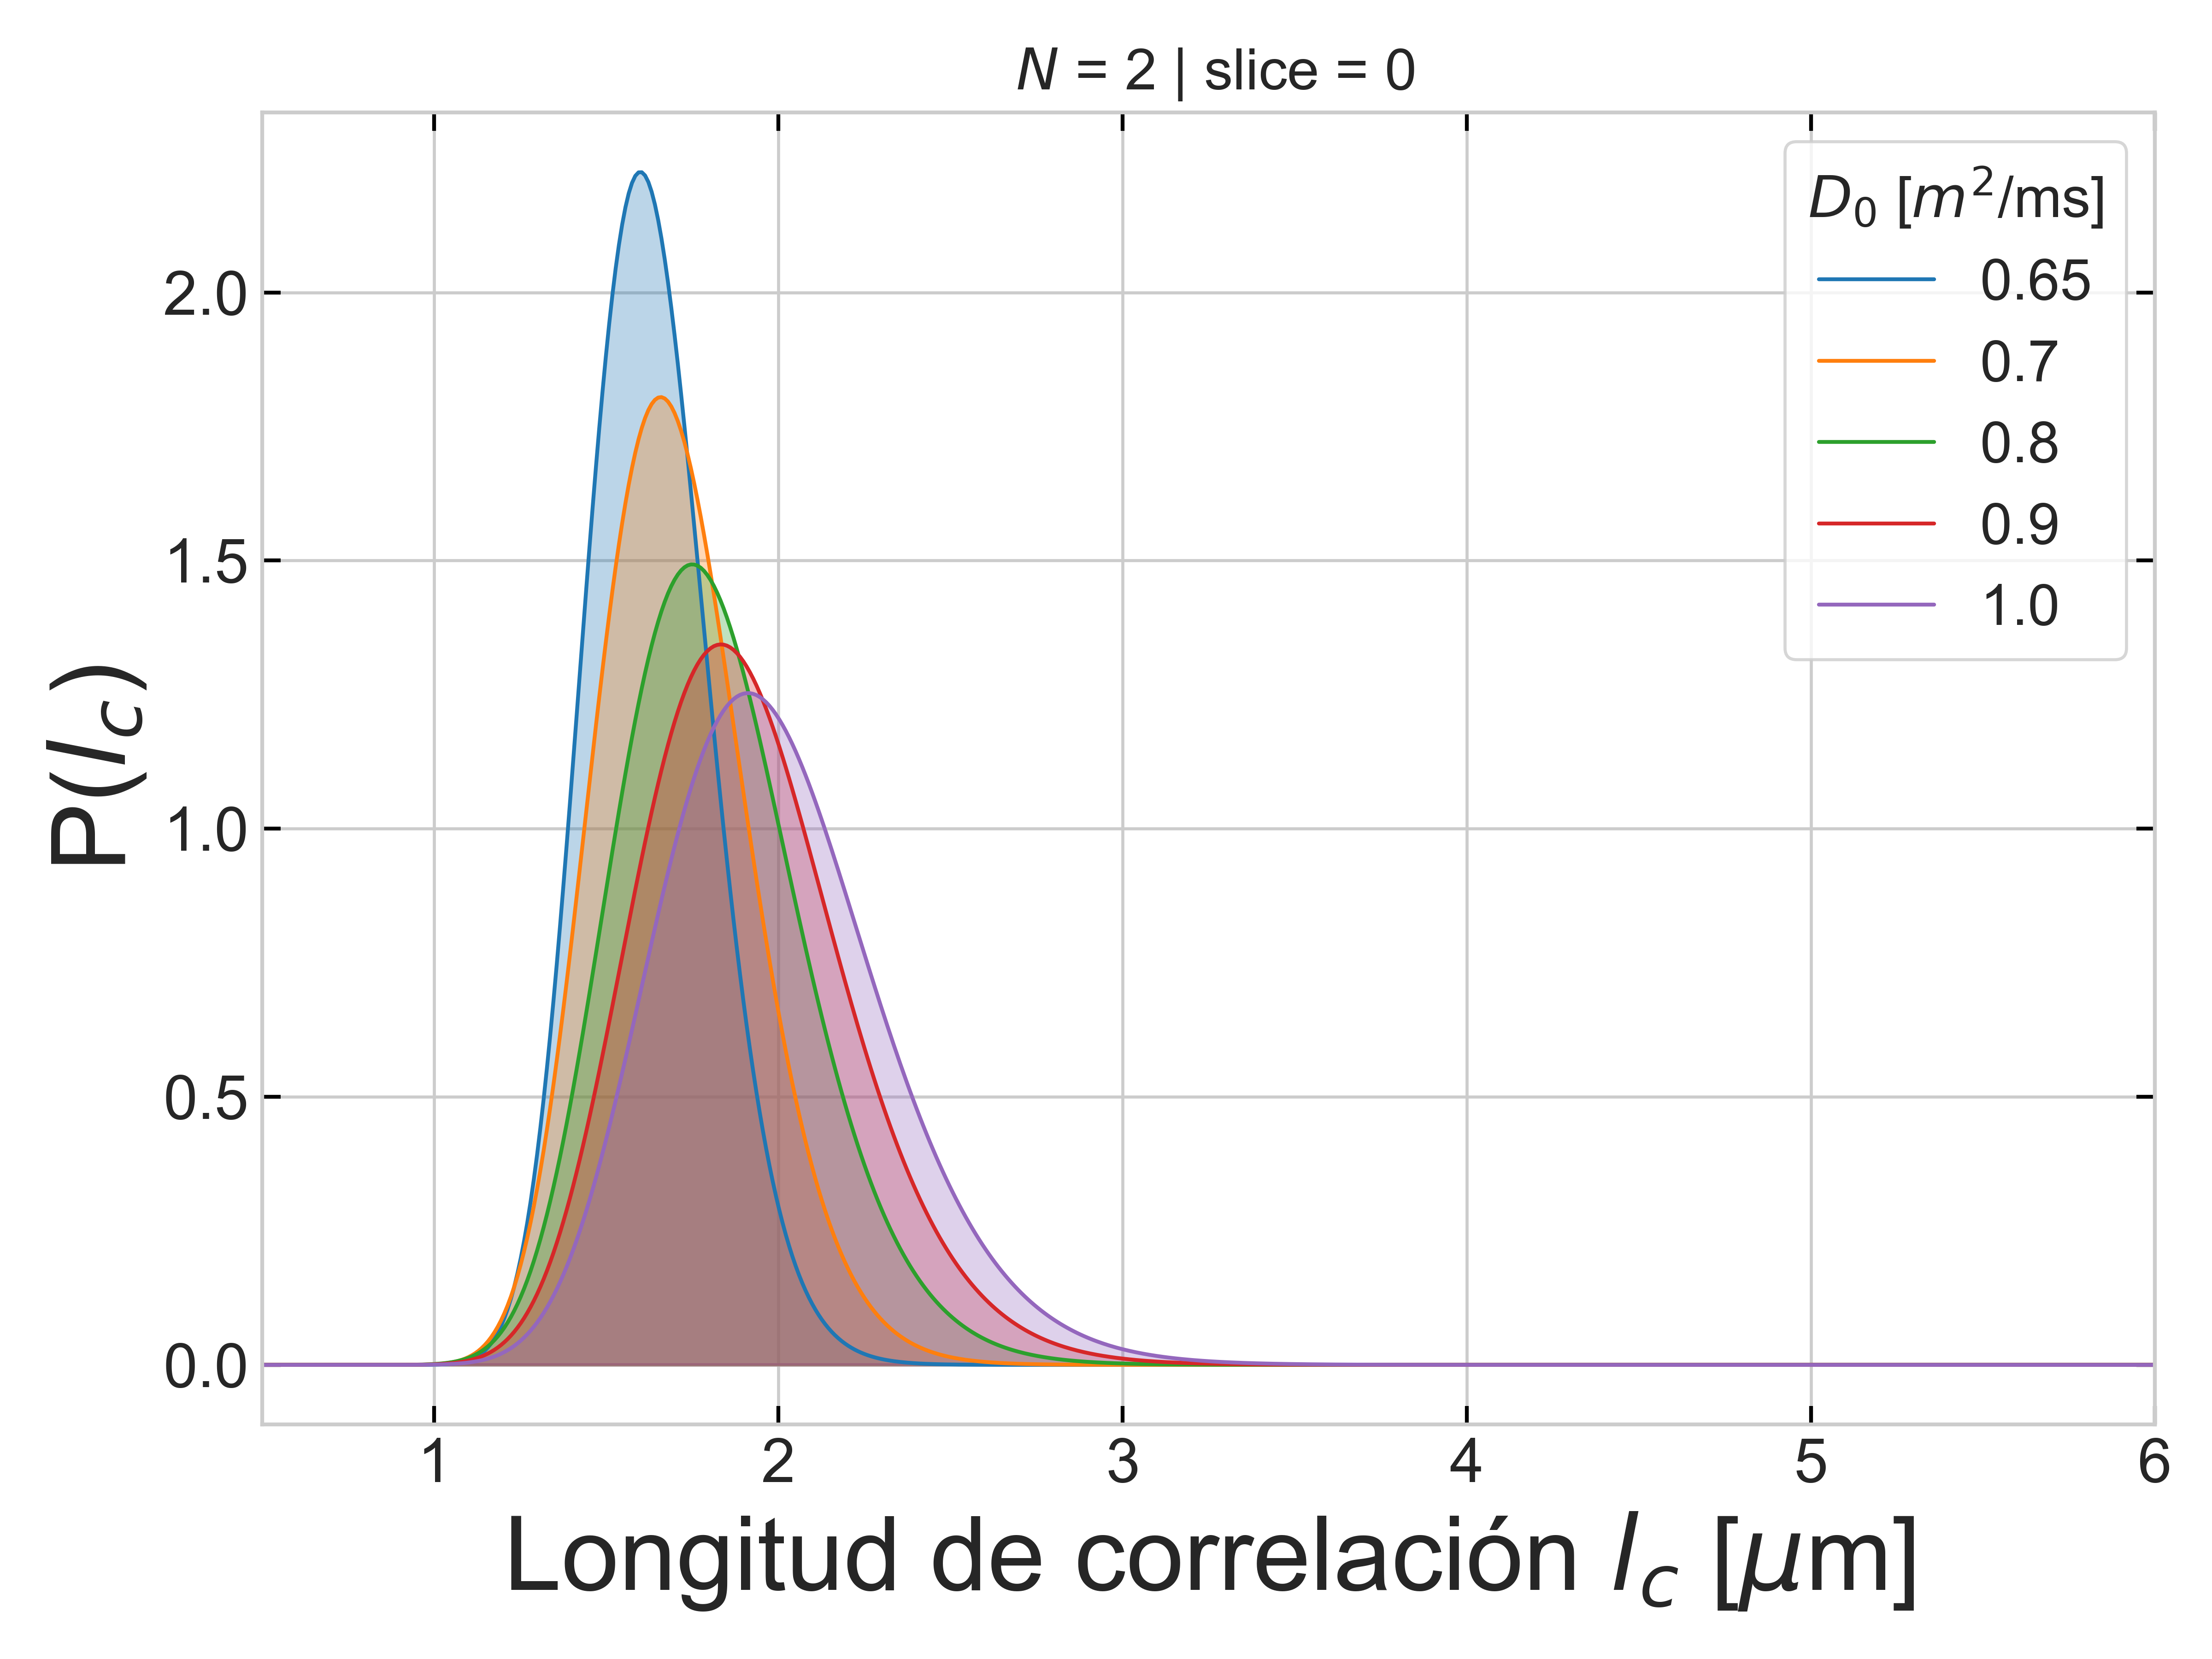 N = 2 | slice = 0
D₀ [m²/ms]
0.65
0.7
0.8
0.9
1.0
P(l_c)
2.0
1.5
1.0
0.5
0.0
1 2 3 4 5 6
Longitud de correlación l_c [μm]